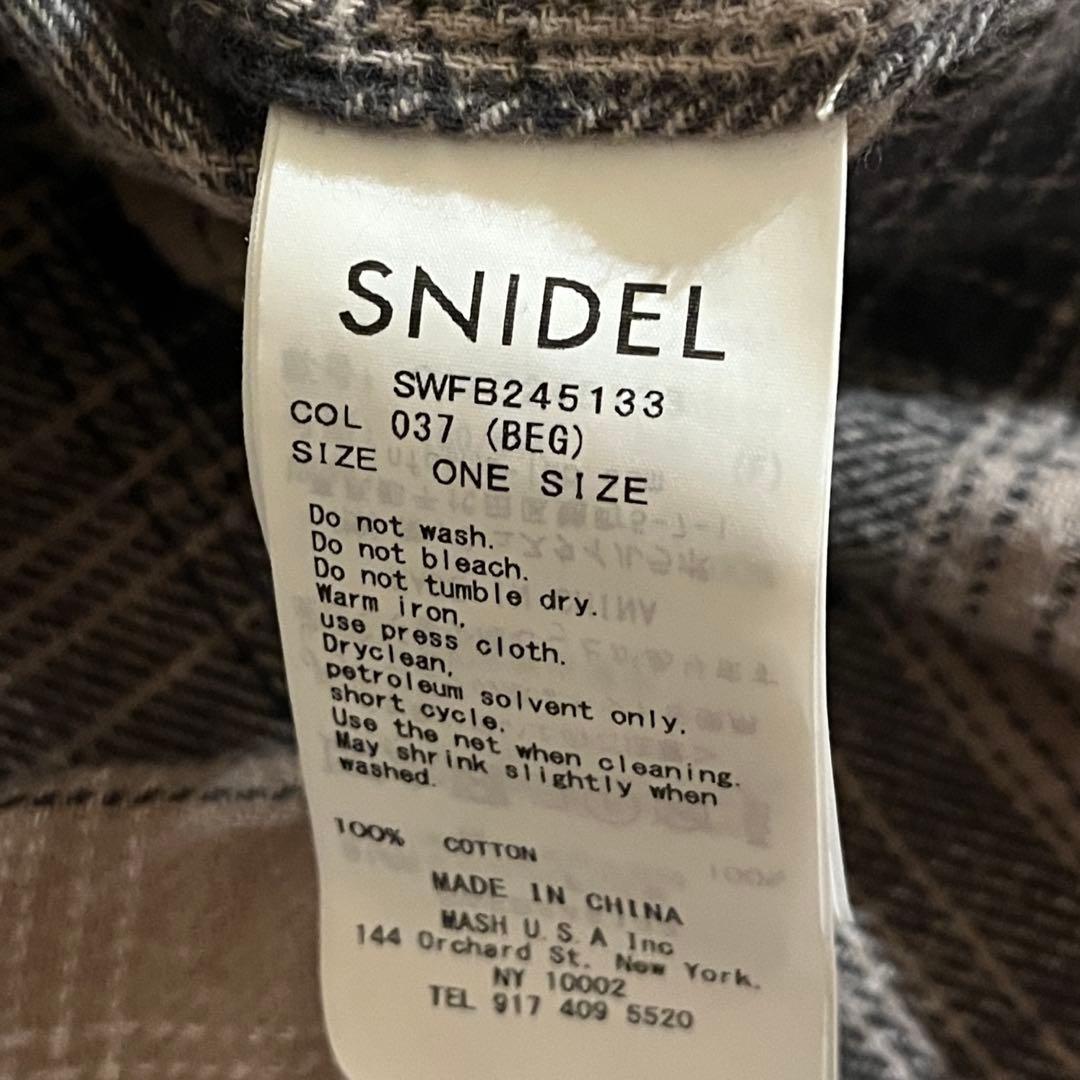 SNIDEL
SWFB245133
COL 037 (BEG)
SIZE ONE SIZE
Do not wash.
Do not bleach.
Do not tumble dry.
Warm iron,
use press cloth.
Dryclean,
petroleum solvent only,
short cycle.
Use the net when cleaning.
May shrink slightly when
washed.
100% COTTON
MADE IN CHINA
MASH U.S.A Inc
144 Orchard St. New York.
NY 10002
TEL 917 409 5520